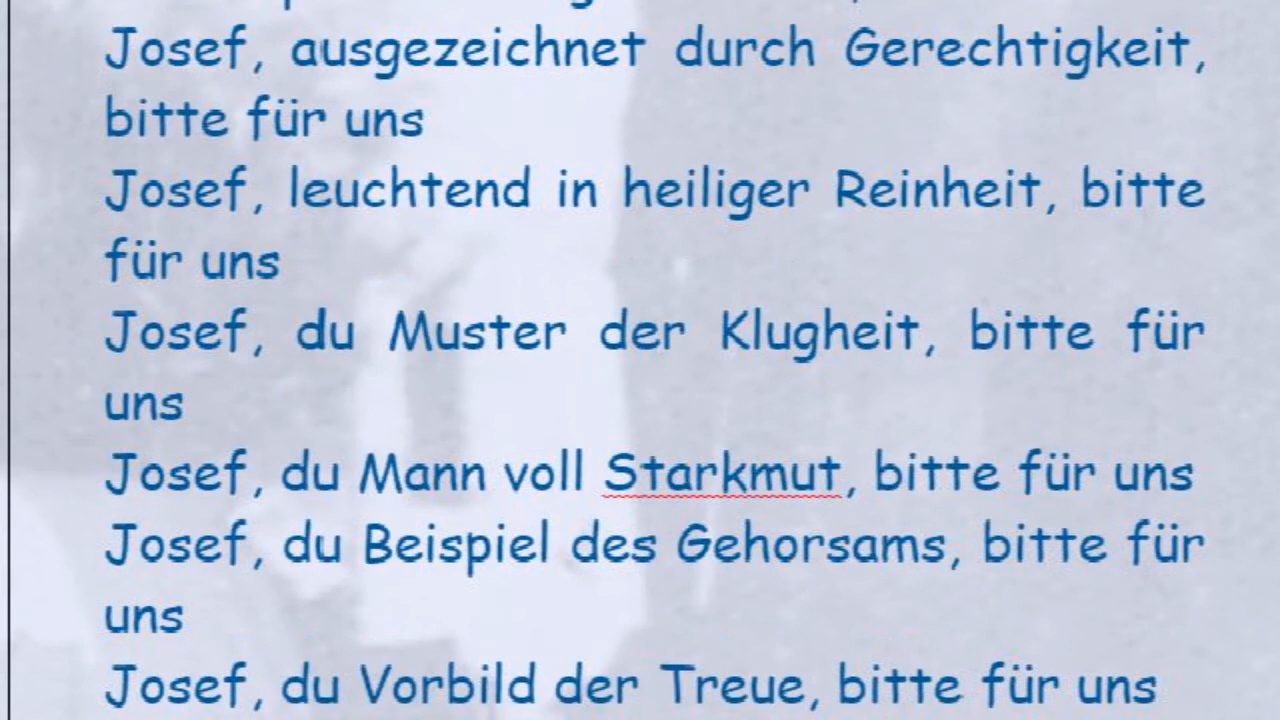 Josef, ausgezeichnet durch Gerechtigkeit,
bitte für uns
Josef, leuchtend in heiliger Reinheit, bitte
für uns
Josef, du Muster der Klugheit, bitte für
uns
Josef, du Mann voll Starkmut, bitte für uns
Josef, du Beispiel des Gehorsams, bitte für
uns
Josef, du Vorbild der Treue, bitte für uns